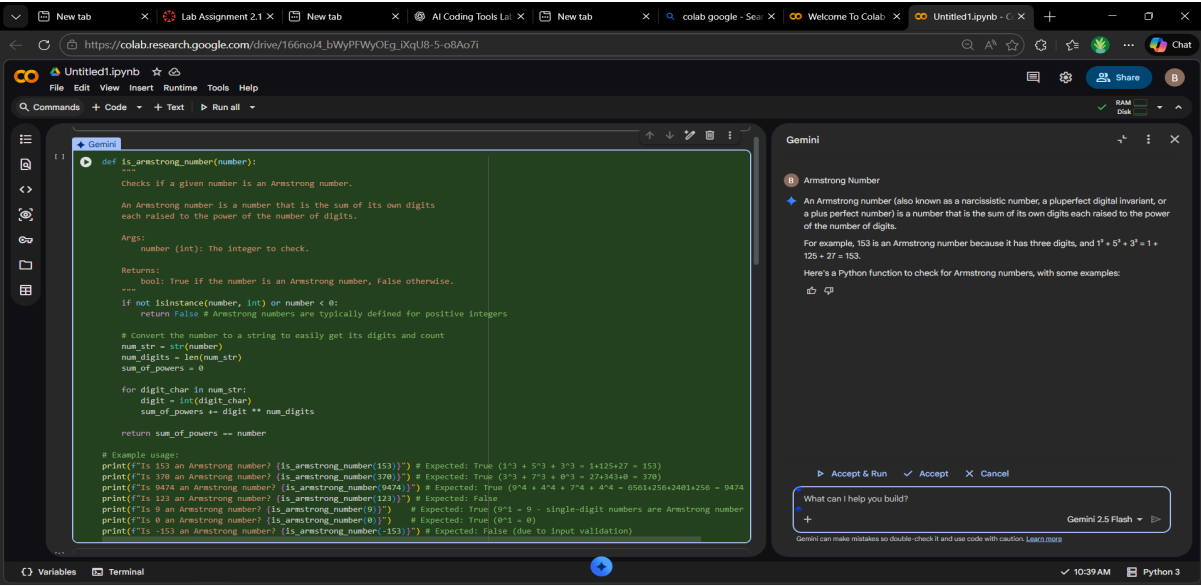 New tab
Lab Assignment 2.1
New tab
AI Coding Tools Lab
New tab
colab google - Sear
Welcome To Colab
Untitled1.ipynb - C
https://colab.research.google.com/drive/166noJ4_bWyPFWyOEg_iXqU8-5-o8Ao7i
Chat
CO
Untitled1.ipynb
File Edit View Insert Runtime Tools Help
Share
B
Commands + Code + Text Run all
RAM
Disk
Gemini
[ ]
def is_armstrong_number(number):
"""
Checks if a given number is an Armstrong number.
An Armstrong number is a number that is the sum of its own digits
each raised to the power of the number of digits.
Args:
number (int): The integer to check.
Returns:
bool: True if the number is an Armstrong number, False otherwise.
"""
if not isinstance(number, int) or number < 0:
return False # Armstrong numbers are typically defined for positive integers
# Convert the number to a string to easily get its digits and count
num_str = str(number)
num_digits = len(num_str)
sum_of_powers = 0
for digit_char in num_str:
digit = int(digit_char)
sum_of_powers += digit ** num_digits
return sum_of_powers == number
# Example usage:
print(f"Is 153 an Armstrong number? {is_armstrong_number(153)}") # Expected: True (1^3 + 5^3 + 3^3 = 1+125+27 = 153)
print(f"Is 370 an Armstrong number? {is_armstrong_number(370)}") # Expected: True (3^3 + 7^3 + 0^3 = 27+343+0 = 370)
print(f"Is 9474 an Armstrong number? {is_armstrong_number(9474)}") # Expected: True (9^4 + 4^4 + 7^4 + 4^4 = 6561+256+2401+256 = 9474
print(f"Is 123 an Armstrong number? {is_armstrong_number(123)}") # Expected: False
print(f"Is 9 an Armstrong number? {is_armstrong_number(9)}") # Expected: True (9^1 = 9 - single-digit numbers are Armstrong number
print(f"Is 0 an Armstrong number? {is_armstrong_number(0)}") # Expected: True (0^1 = 0)
print(f"Is -153 an Armstrong number? {is_armstrong_number(-153)}") # Expected: False (due to input validation)
Gemini
B Armstrong Number
An Armstrong number (also known as a narcissistic number, a pluperfect digital invariant, or
a plus perfect number) is a number that is the sum of its own digits each raised to the power
of the number of digits.
For example, 153 is an Armstrong number because it has three digits, and 1³ + 5³ + 3³ = 1 +
125 + 27 = 153.
Here's a Python function to check for Armstrong numbers, with some examples:
Accept & Run Accept Cancel
What can I help you build?
Gemini 2.5 Flash
Gemini can make mistakes so double-check it and use code with caution. Learn more
{} Variables Terminal
10:39 AM Python 3